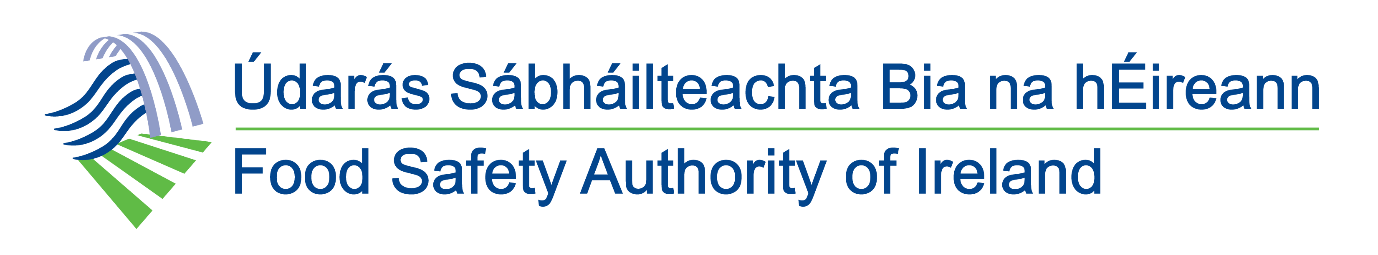 Údarás Sábháilteachta Bia na hÉireann
Food Safety Authority of Ireland